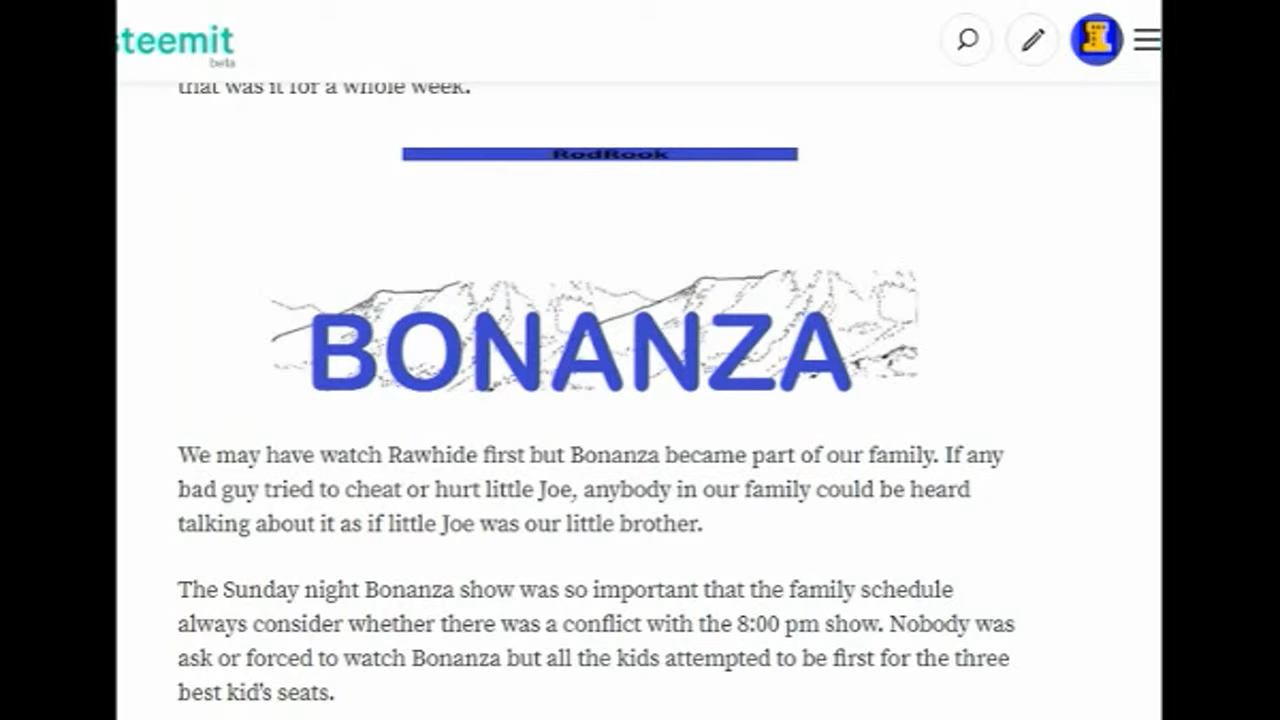 steemit
beta
that was it for a whole week.
RodRook
BONANZA
We may have watch Rawhide first but Bonanza became part of our family. If any
bad guy tried to cheat or hurt little Joe, anybody in our family could be heard
talking about it as if little Joe was our little brother.
The Sunday night Bonanza show was so important that the family schedule
always consider whether there was a conflict with the 8:00 pm show. Nobody was
ask or forced to watch Bonanza but all the kids attempted to be first for the three
best kid's seats.